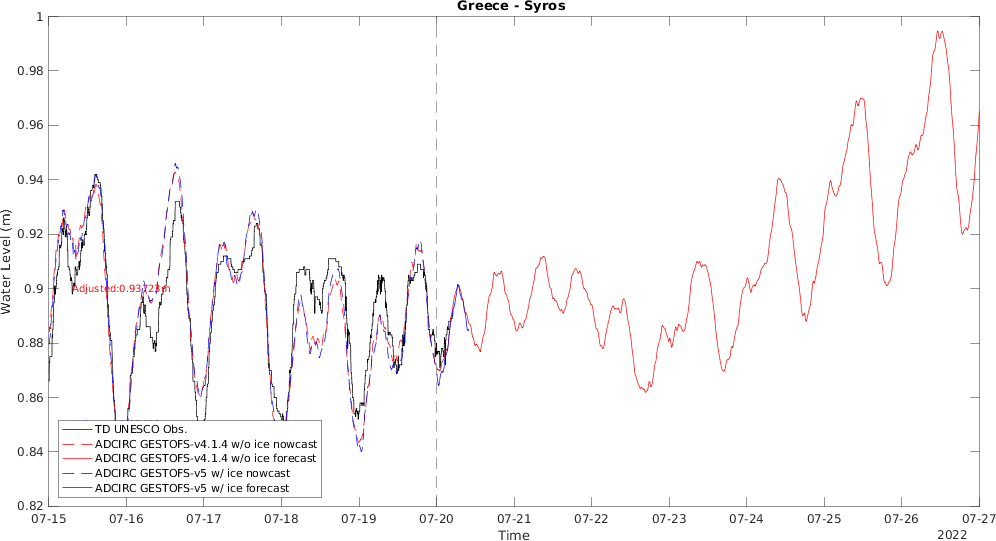 Greece - Syros
1
0.98
0.96
0.94
0.92
0.9
0.88
0.86
0.84
0.82
Water Level (m)
Adjusted:0.93723m
TD UNESCO Obs.
ADCIRC GESTOFS-v4.1.4 w/o ice nowcast
ADCIRC GESTOFS-v4.1.4 w/o ice forecast
ADCIRC GESTOFS-v5 w/ ice nowcast
ADCIRC GESTOFS-v5 w/ ice forecast
07-15 07-16 07-17 07-18 07-19 07-20 07-21 07-22 07-23 07-24 07-25 07-26 07-27
Time
2022